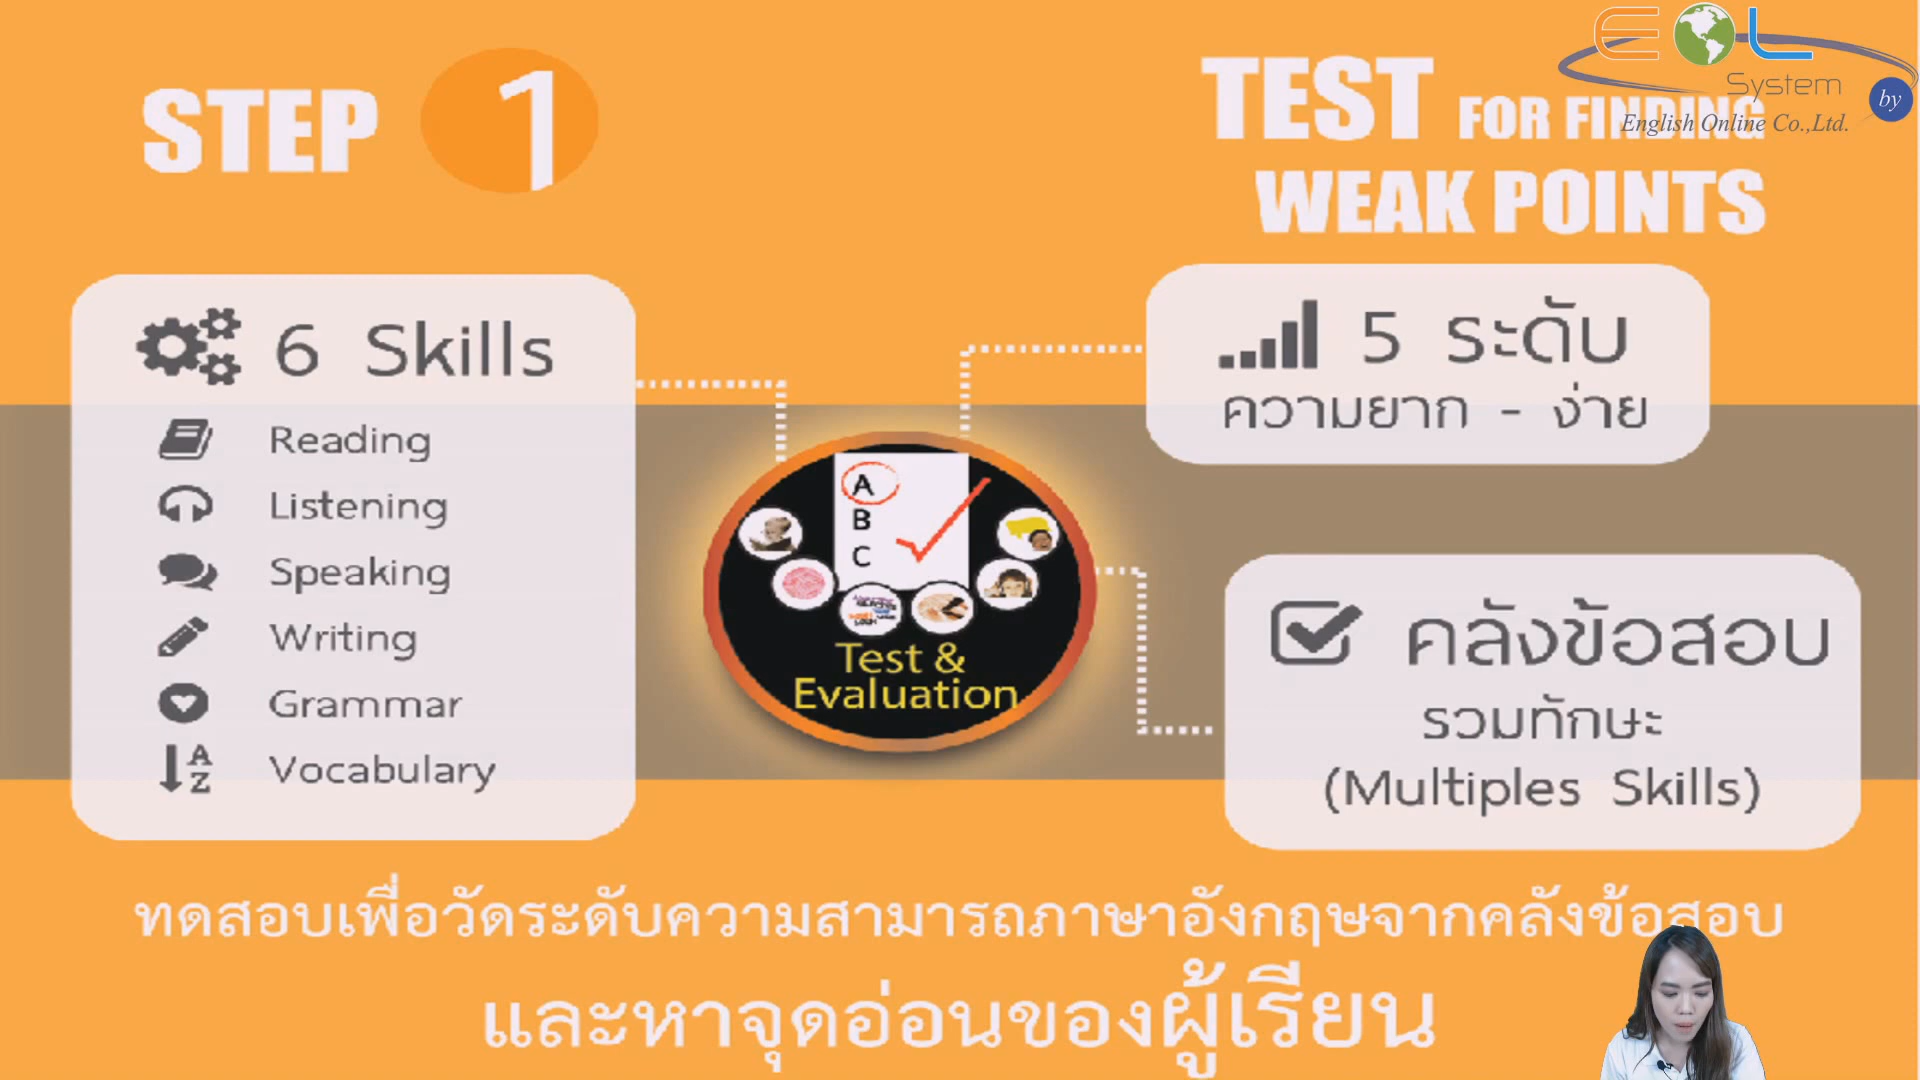 STEP 1
TEST FOR FINDING
WEAK POINTS
EOL
System
by
English Online Co.,Ltd.
6 Skills
Reading
Listening
Speaking
Writing
Grammar
Vocabulary
A
Z
5 ระดับ
ความยาก - ง่าย
A
B
C
Test &
Evaluation
คลังข้อสอบ
รวมทักษะ
(Multiples Skills)
ทดสอบเพื่อวัดระดับความสามารถภาษาอังกฤษจากคลังข้อสอบ
และหาจุดอ่อนของผู้เรียน